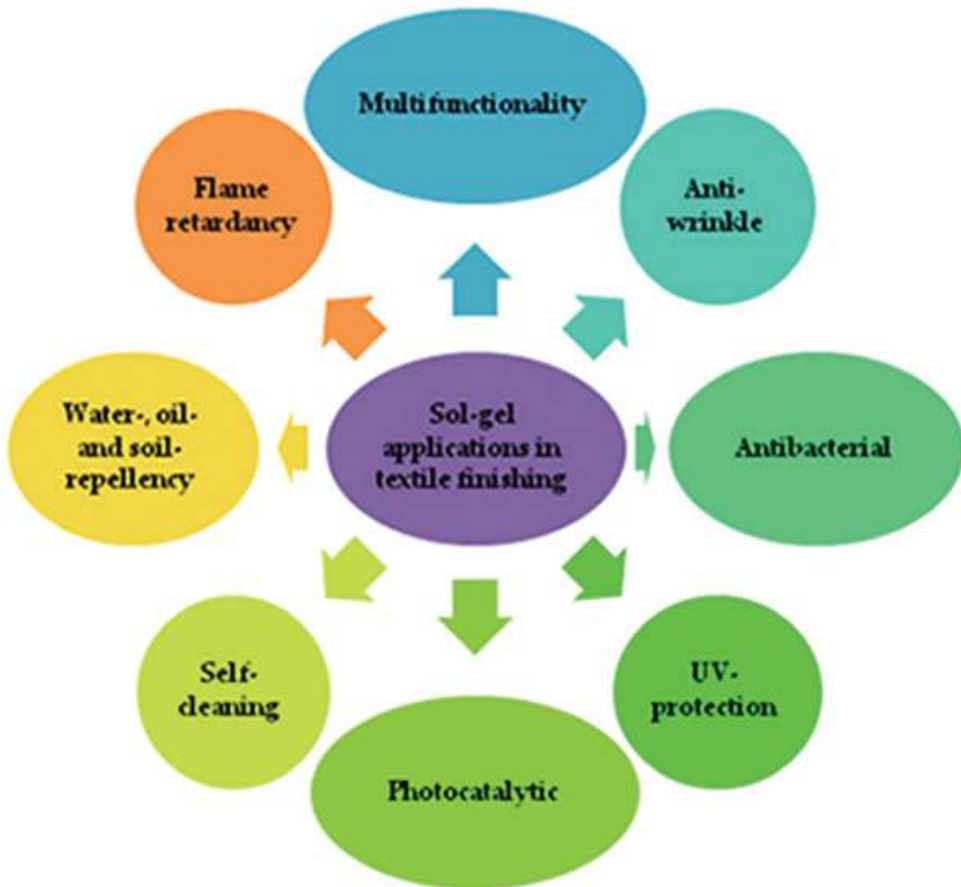 Multifunctionality
Flame
retardancy
Anti-
wrinkle
Water-, oil-
and soil-
repellency
Sol-gel
applications in
textile finishing
Antibacterial
Self-
cleaning
UV-
protection
Photocatalytic